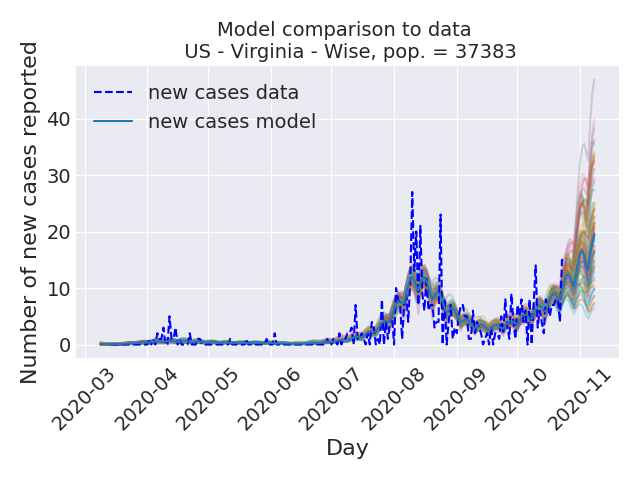 Model comparison to data
US - Virginia - Wise, pop. = 37383
Number of new cases reported
new cases data
new cases model
40
30
20
10
0
2020-03
2020-04
2020-05
2020-06
2020-07
2020-08
2020-09
2020-10
2020-11
Day